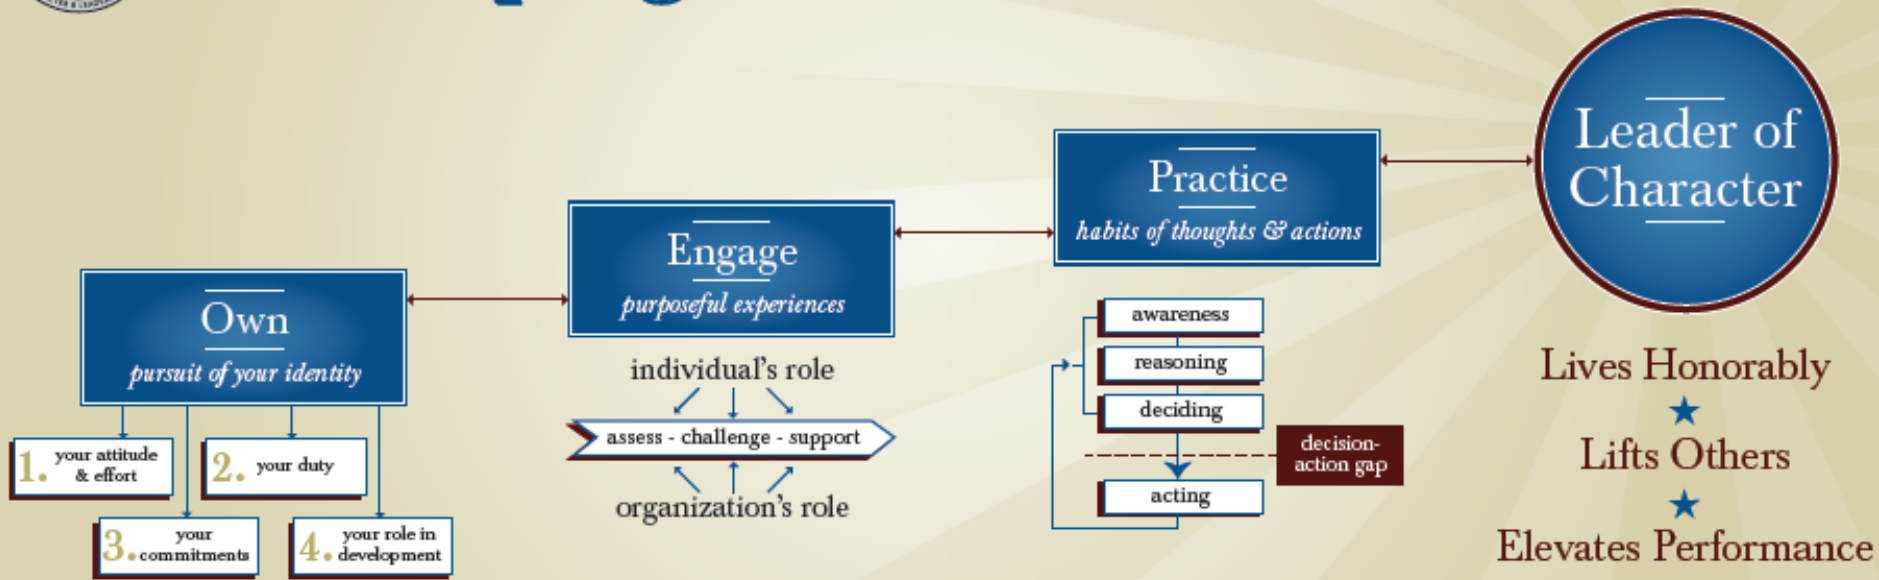 Own
pursuit of your identity
1. your attitude
& effort
2. your duty
3. your
commitments
4. your role in
development
Engage
purposeful experiences
individual's role
assess - challenge - support
organization's role
Practice
habits of thoughts & actions
awareness
reasoning
deciding
decision-
action gap
acting
Leader of
Character
Lives Honorably
Lifts Others
Elevates Performance